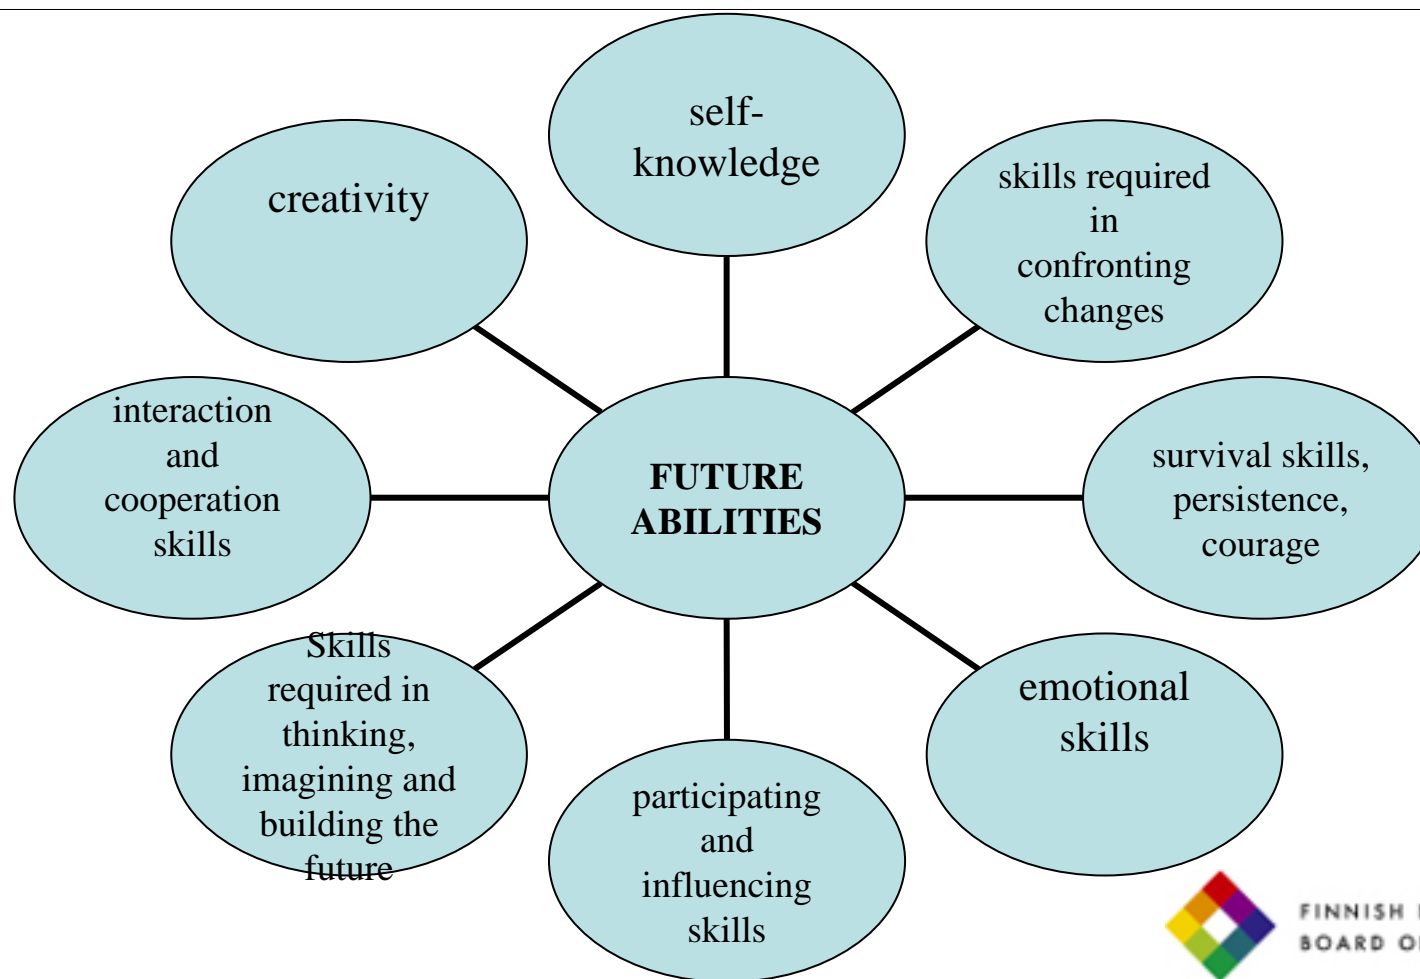 self-
knowledge
creativity
skills required
in
confronting
changes
interaction
and
cooperation
skills
FUTURE
ABILITIES
survival skills,
persistence,
courage
Skills
required in
thinking,
imagining and
building the
future
emotional
skills
participating
and
influencing
skills
FINNISH
BOARD